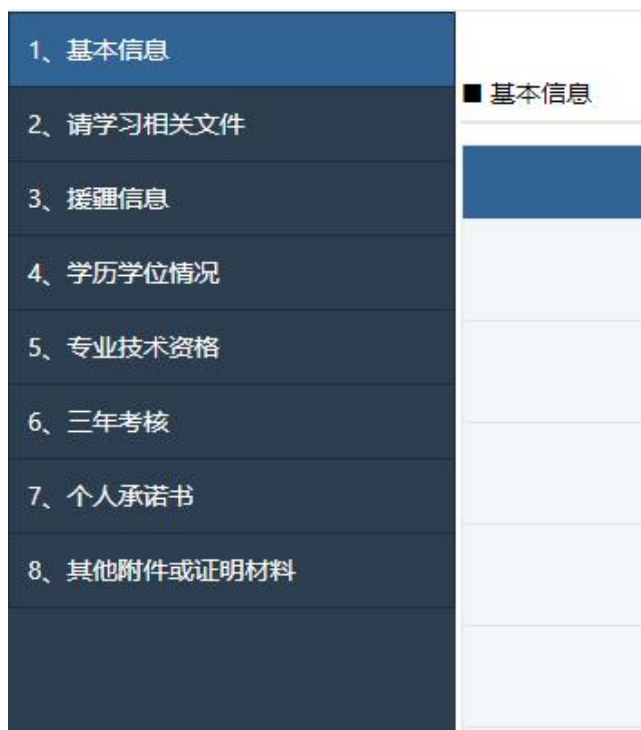 1、基本信息
■ 基本信息
2、请学习相关文件
3、援疆信息
4、学历学位情况
5、专业技术资格
6、三年考核
7、个人承诺书
8、其他附件或证明材料